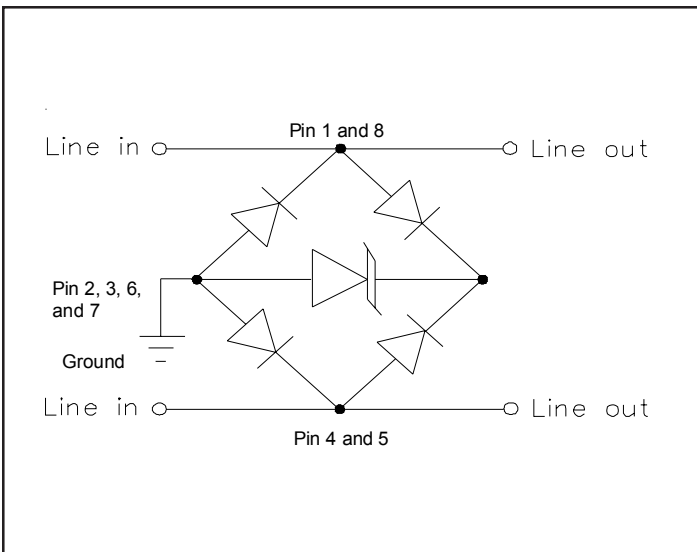 Pin 1 and 8
Line in
Line out
Pin 2, 3, 6,
and 7
Ground
Line in
Line out
Pin 4 and 5